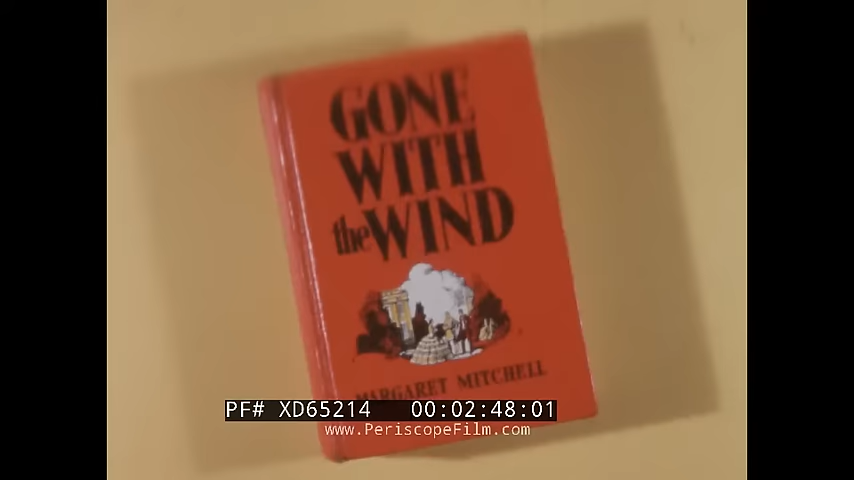 GONE
WITH
the WIND
MARGARET MITCHELL
PF# XD65214 00:02:48:01
www.PeriscopeFilm.com